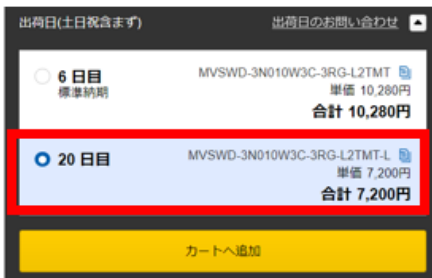 出荷日(土日祝含まず)
出荷日のお問い合わせ
6 日目
標準納期
MVSWD-3N010W3C-3RG-L2TMT
単価 10,280円
合計 10,280円
20 日目
MVSWD-3N010W3C-3RG-L2TMT-L
単価 7,200円
合計 7,200円
カートへ追加